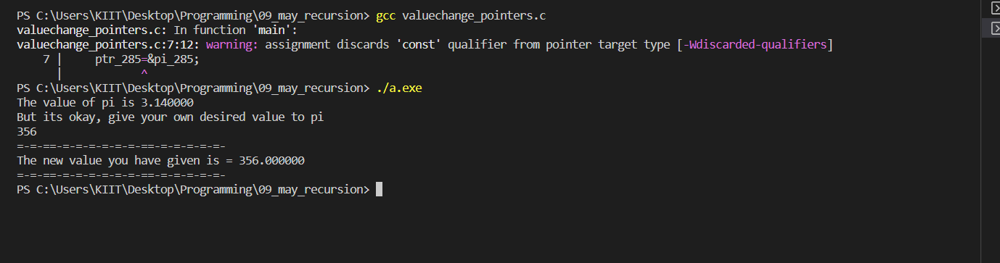 PS C:\Users\KIIT\Desktop\Programming\09_may_recursion> gcc valuechange_pointers.c
valuechange_pointers.c: In function 'main':
valuechange_pointers.c:7:12: warning: assignment discards 'const' qualifier from pointer target type [-Wdiscarded-qualifiers]
    7 |     ptr_285=&pi_285;
      |            ^
PS C:\Users\KIIT\Desktop\Programming\09_may_recursion> ./a.exe
The value of pi is 3.140000
But its okay, give your own desired value to pi
356
=-=-==-=-=-=-=-=-=-==-=-=-=-=-=-
The new value you have given is = 356.000000
=-=-==-=-=-=-=-=-=-==-=-=-=-=-=-
PS C:\Users\KIIT\Desktop\Programming\09_may_recursion>